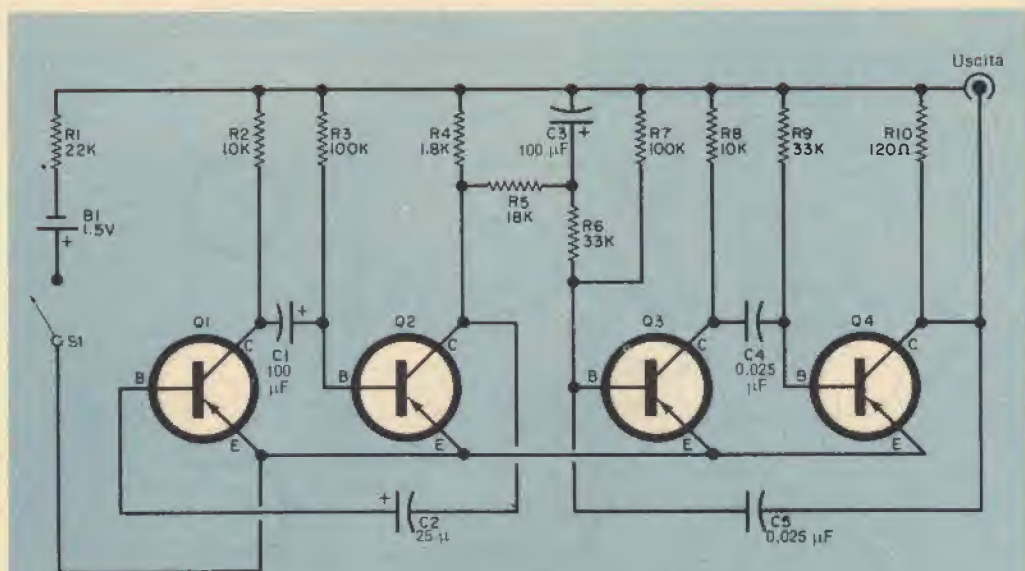 Uscita
R1
22K
B1
1.5V
+
S1
R2
10K
R3
100K
R4
1.8K
R5
18K
C3
+
100 µF
R6
33K
R7
100K
R8
10K
R9
33K
R10
120Ω
Q1
B
C
E
C1
+
100
µF
Q2
B
C
E
Q3
B
C
E
C4
0.025
µF
Q4
B
C
E
+
C2
25 µ
C5
0,025 µF